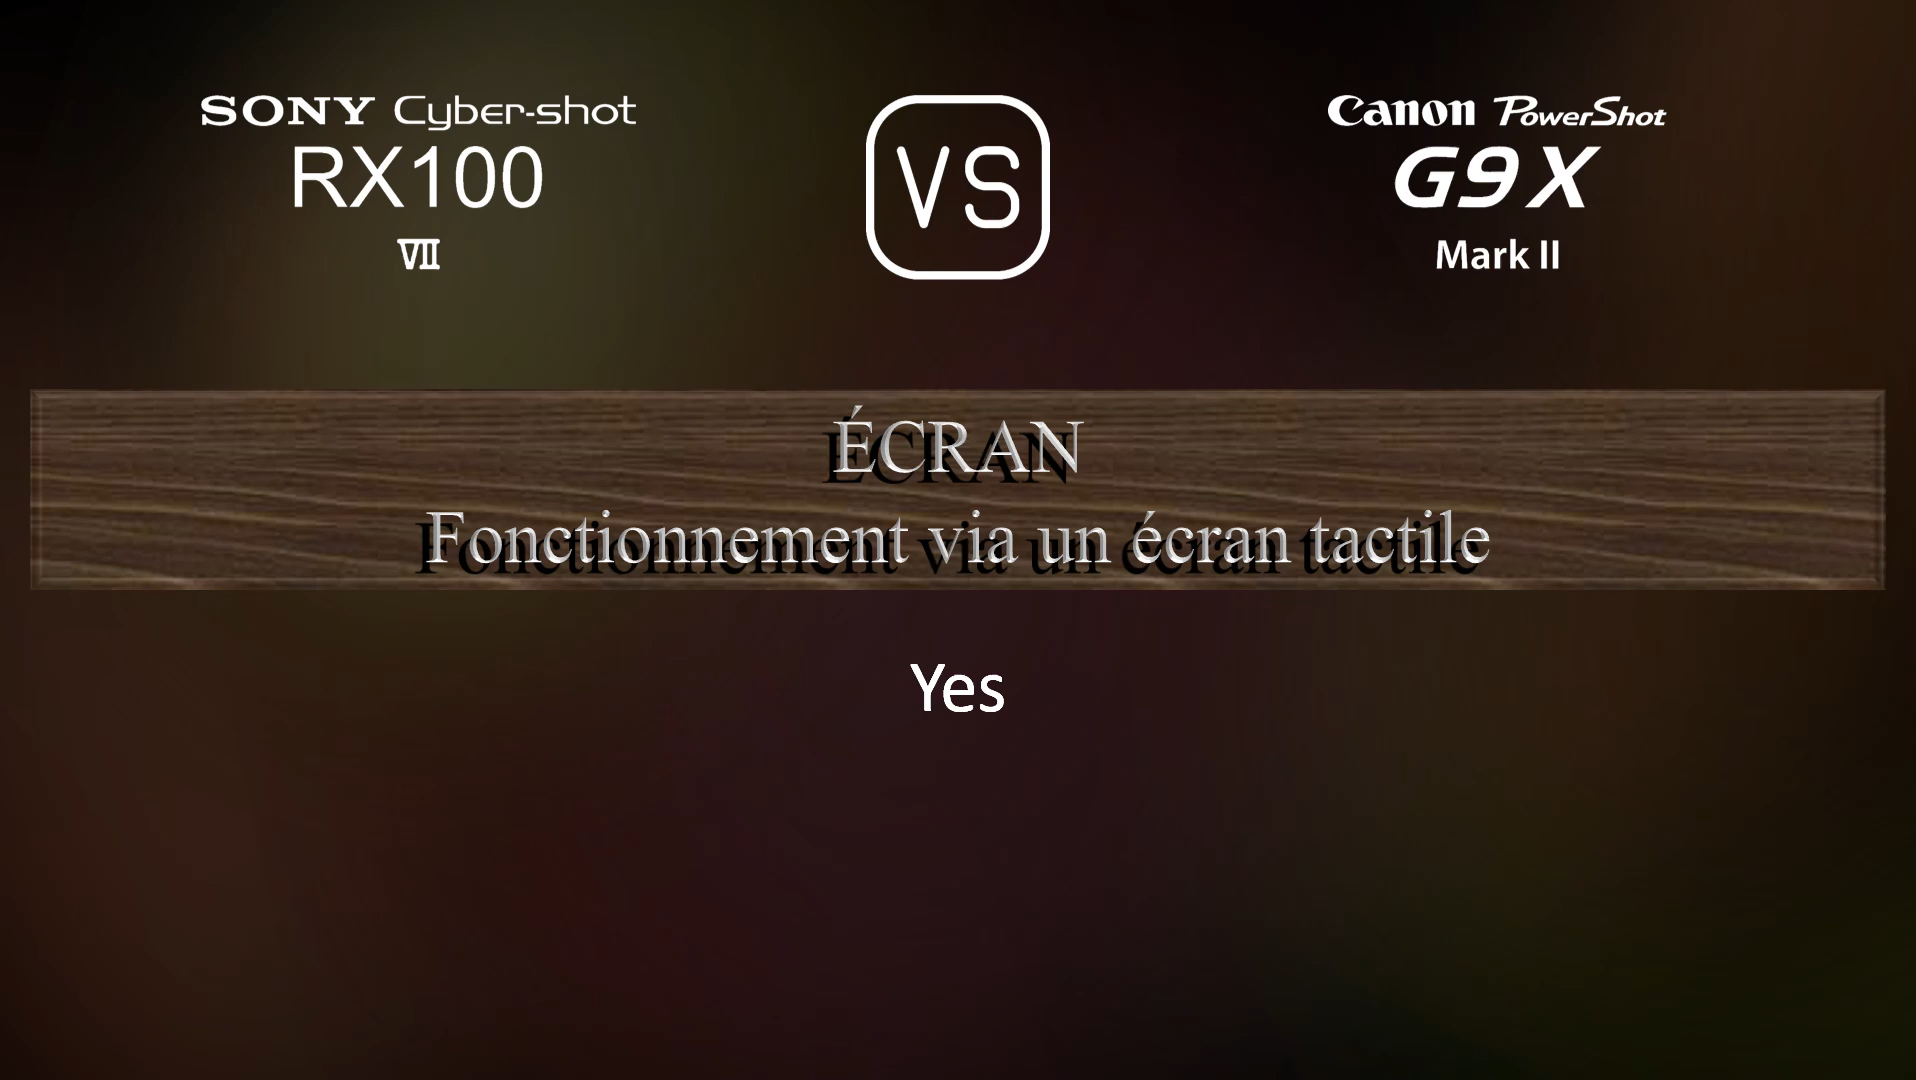 SONY Cyber-shot
RX100
VII
VS
Canon PowerShot
G9 X
Mark II
ÉCRAN
Fonctionnement via un écran tactile
Yes